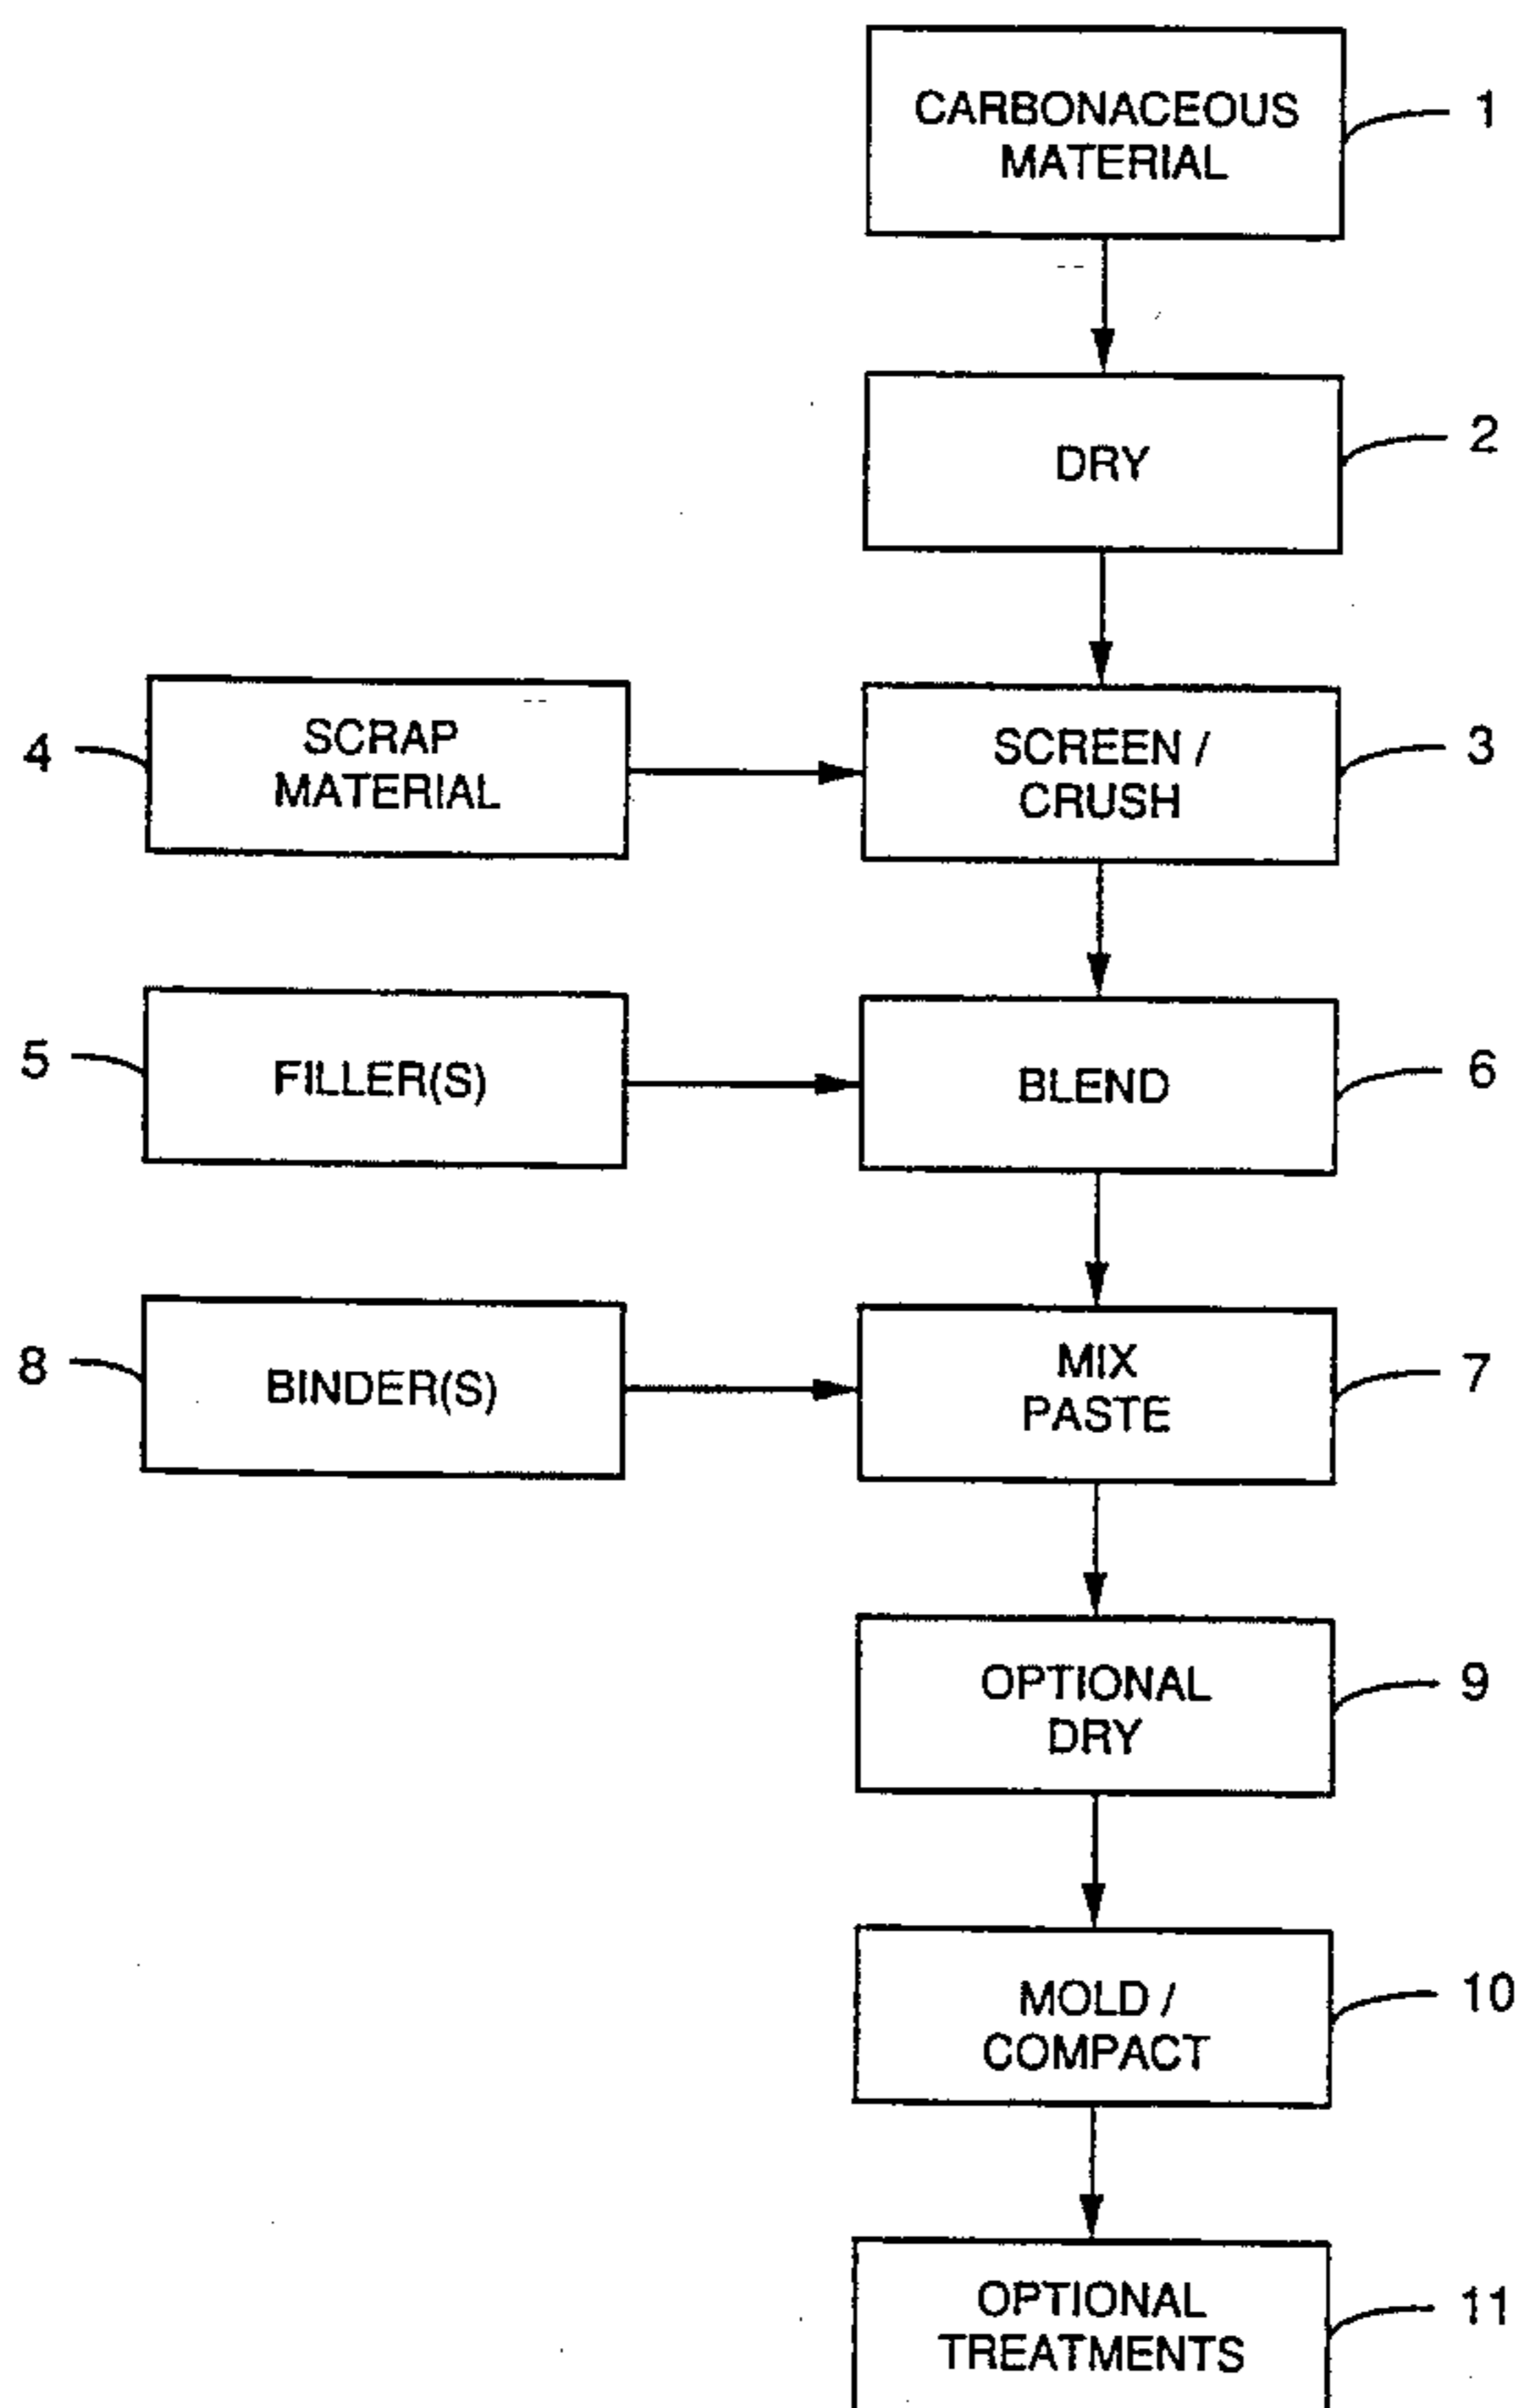 CARBONACEOUS
MATERIAL
1
DRY
2
SCRAP
MATERIAL
4
SCREEN /
CRUSH
3
FILLER(S)
5
BLEND
6
BINDER(S)
8
MIX
PASTE
7
OPTIONAL
DRY
9
MOLD /
COMPACT
10
OPTIONAL
TREATMENTS
11